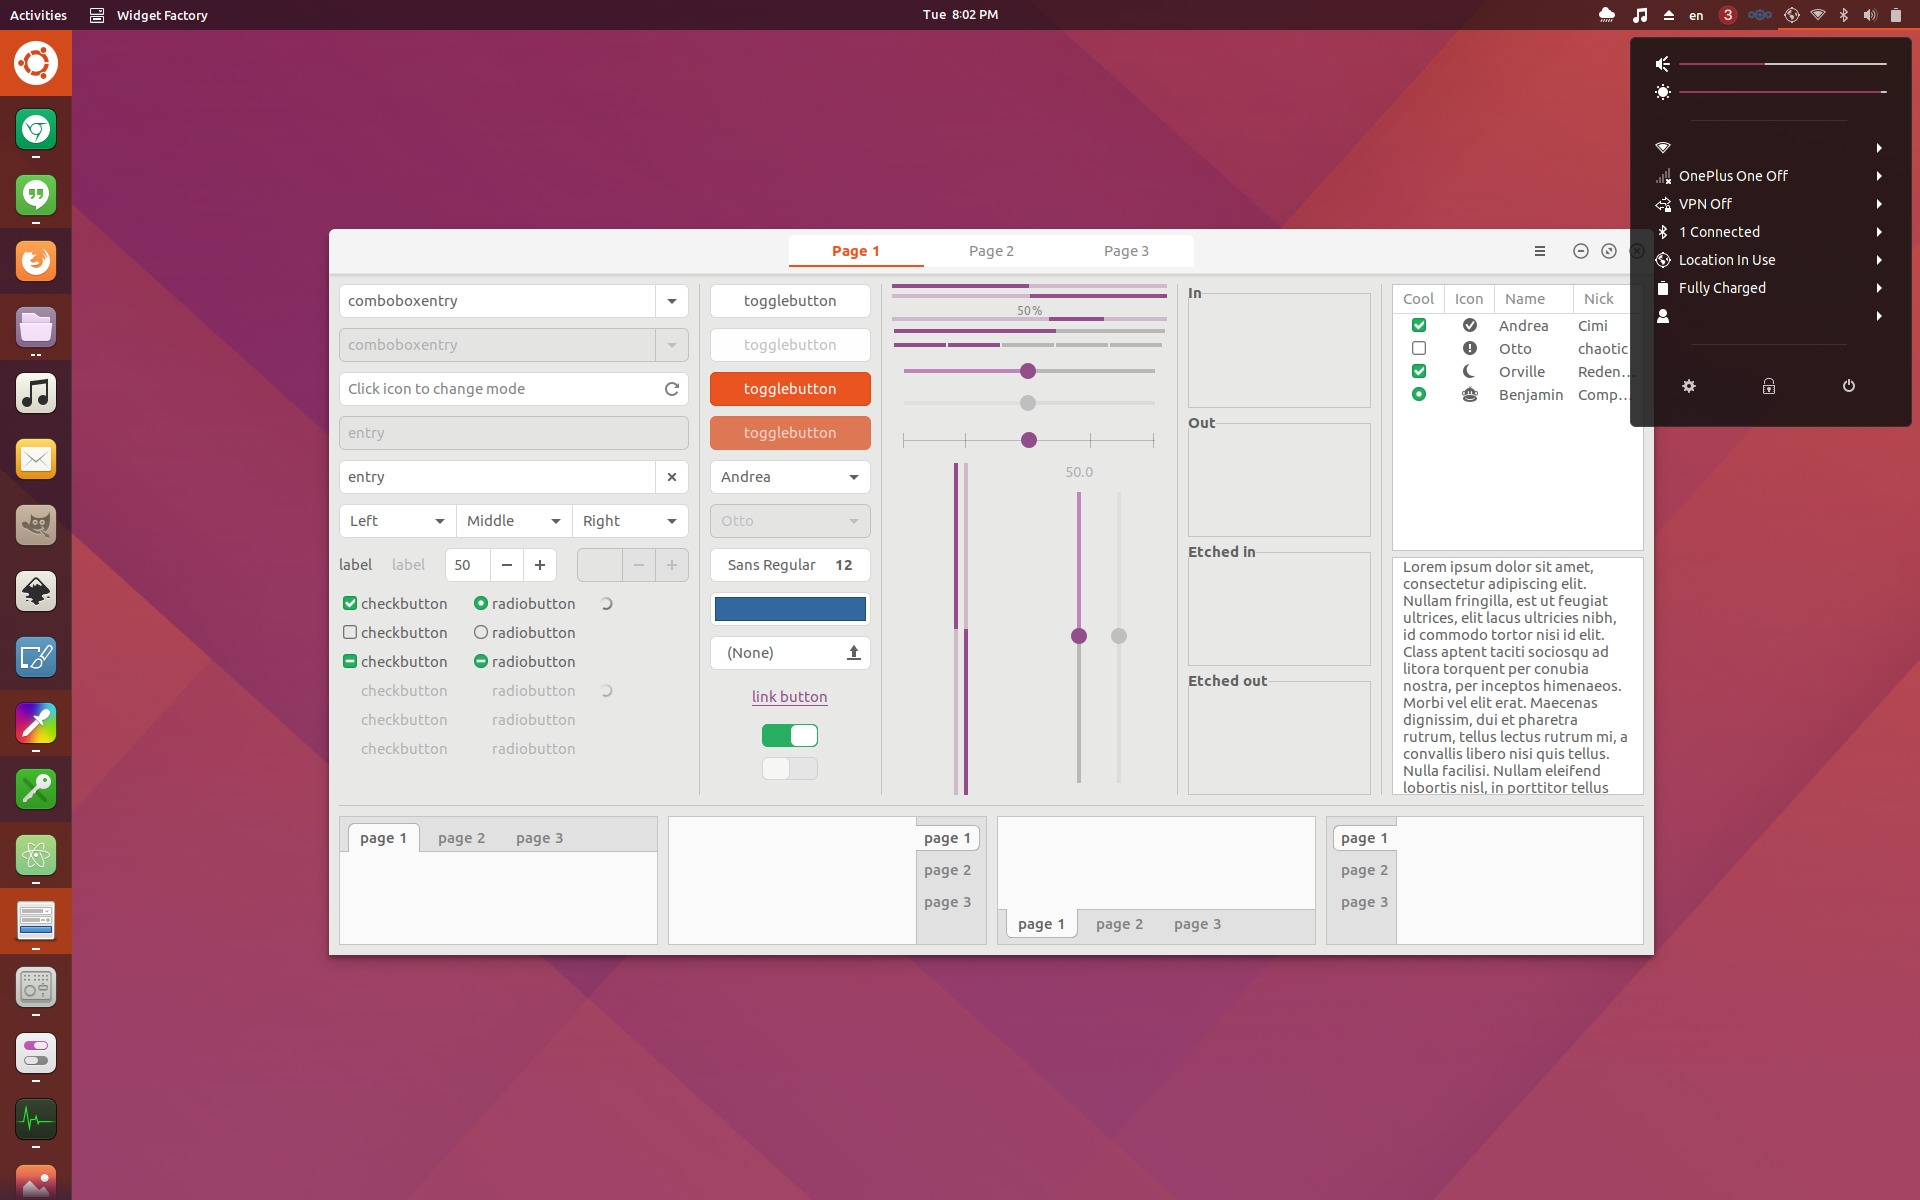 Activities Widget Factory Tue 8:02 PM en 3
OnePlus One Off
VPN Off
1 Connected
Location In Use
Fully Charged
Page 1 Page 2 Page 3
comboboxentry
comboboxentry
Click icon to change mode
entry
entry
Left Middle Right
label label 50
checkbutton radiobutton
checkbutton radiobutton
checkbutton radiobutton
checkbutton radiobutton
checkbutton radiobutton
checkbutton radiobutton
togglebutton
togglebutton
togglebutton
togglebutton
Andrea
Otto
Sans Regular 12
(None)
link button
50%
50.0
In
Out
Etched in
Etched out
Cool Icon Name Nick
Andrea Cimi
Otto chaotic
Orville Reden...
Benjamin Comp...
Lorem ipsum dolor sit amet,
consectetur adipiscing elit.
Nullam fringilla, est ut feugiat
ultrices, elit lacus ultricies nibh,
id commodo tortor nisi id elit.
Class aptent taciti sociosqu ad
litora torquent per conubia
nostra, per inceptos himenaeos.
Morbi vel elit erat. Maecenas
dignissim, dui et pharetra
rutrum, tellus lectus rutrum mi, a
convallis libero nisi quis tellus.
Nulla facilisi. Nullam eleifend
lobortis nisl, in porttitor tellus
page 1 page 2 page 3
page 1
page 2
page 3
page 1 page 2 page 3
page 1
page 2
page 3